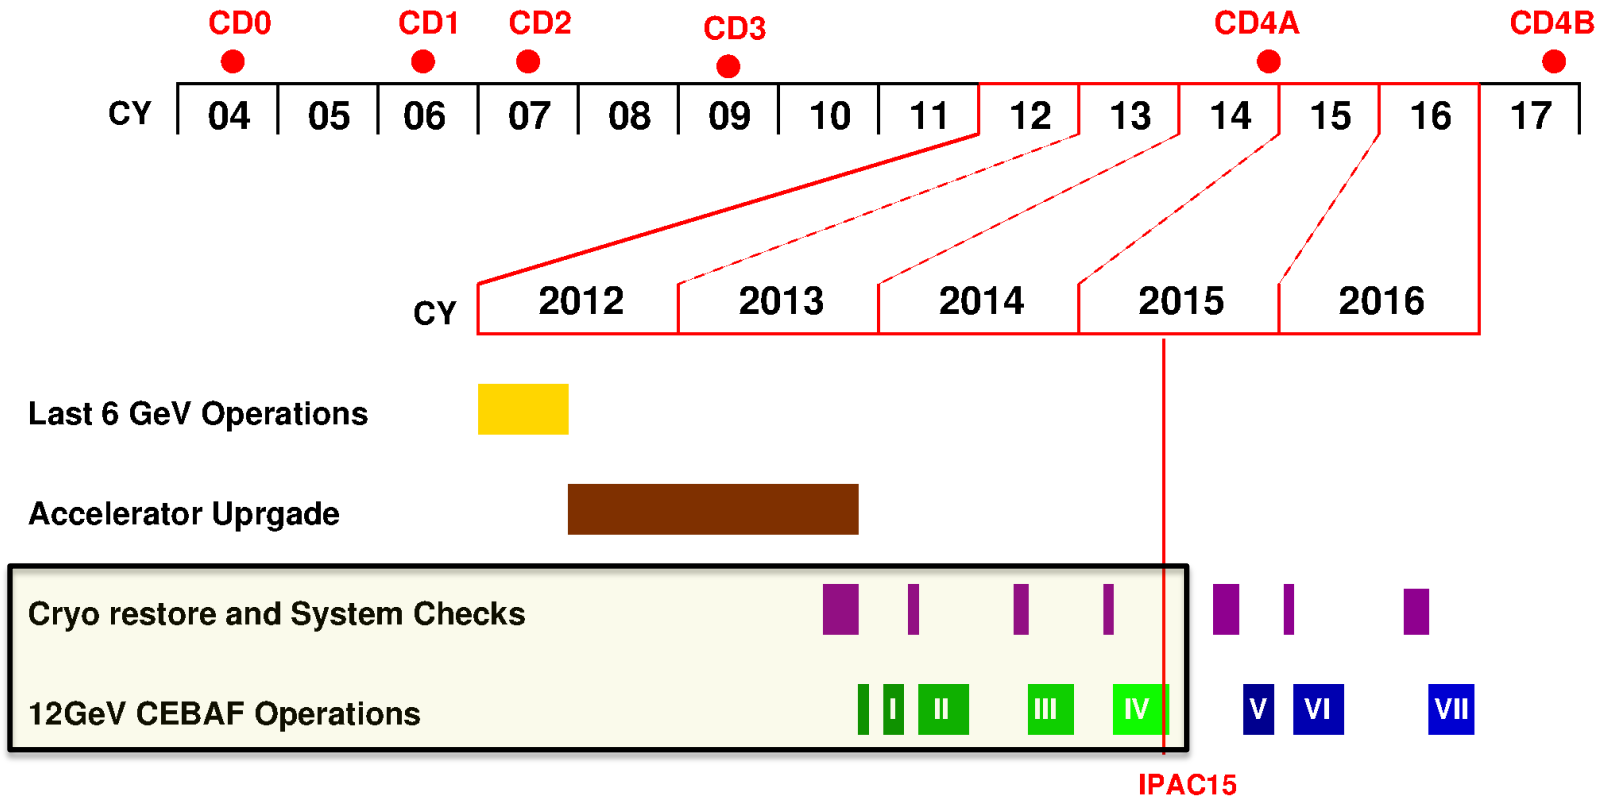 CD0 CD1 CD2 CD3 CD4A CD4B
CY 04 05 06 07 08 09 10 11 12 13 14 15 16 17
CY 2012 2013 2014 2015 2016
Last 6 GeV Operations
Accelerator Uprgade
Cryo restore and System Checks
12GeV CEBAF Operations I II III IV V VI VII
IPAC15